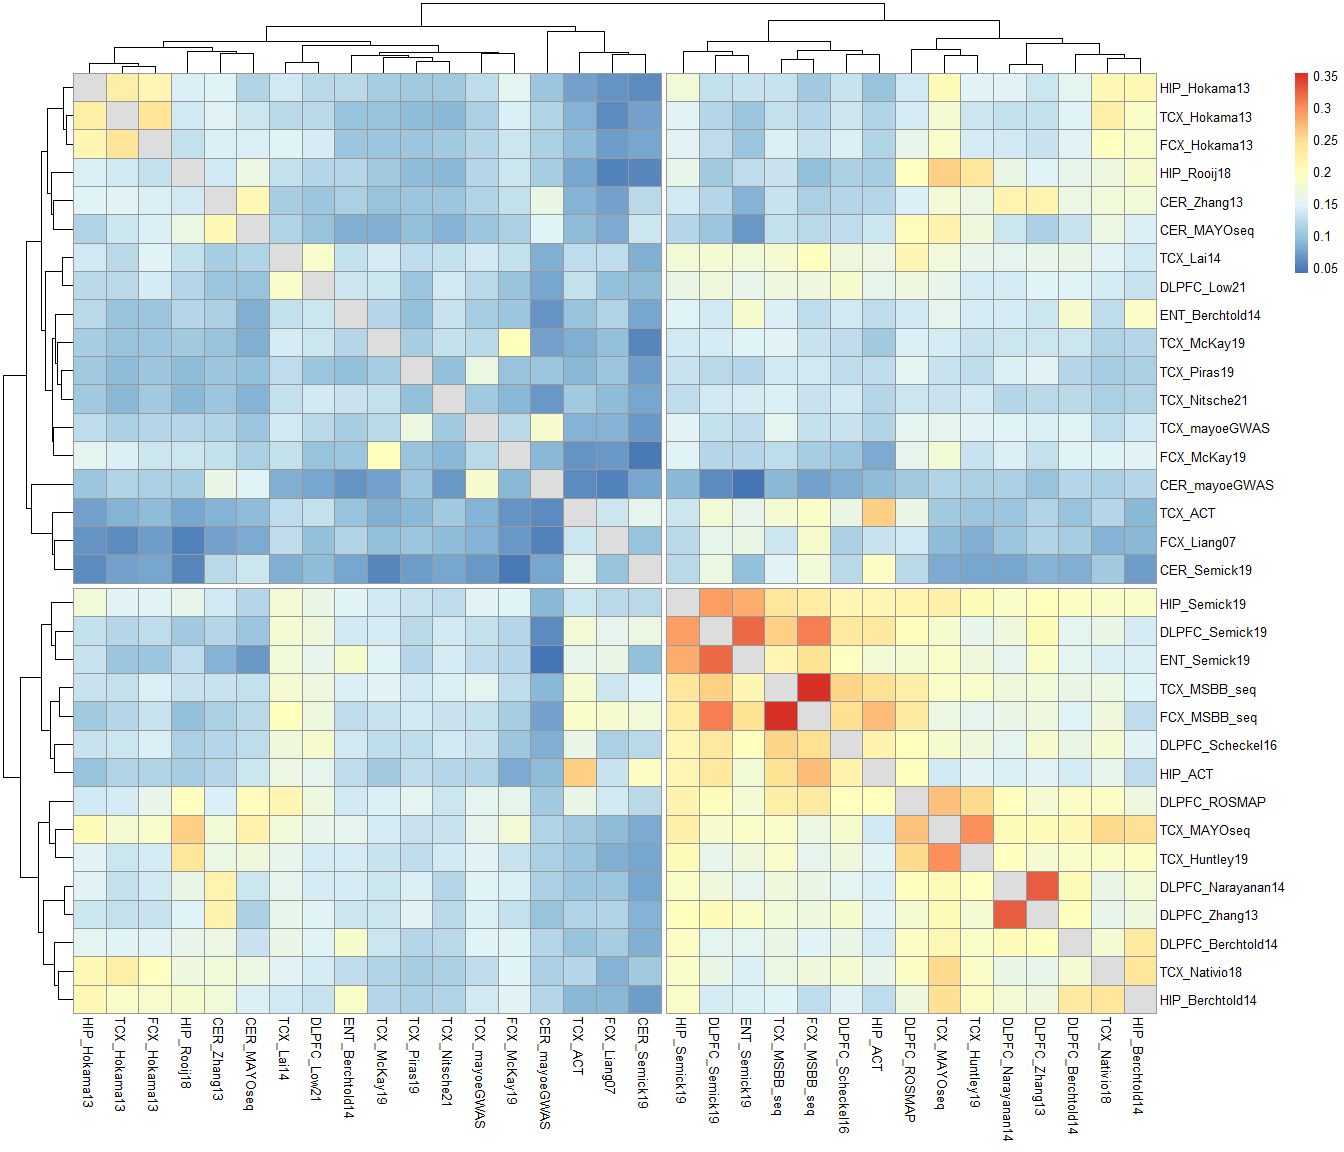 0.35
0.3
0.25
0.2
0.15
0.1
0.05
HIP_Hokama13
TCX_Hokama13
FCX_Hokama13
HIP_Rooij18
CER_Zhang13
CER_MAYOseq
TCX_Lai14
DLPFC_Low21
ENT_Berchtold14
TCX_McKay19
TCX_Piras19
TCX_Nitsche21
TCX_mayoeGWAS
FCX_McKay19
CER_mayoeGWAS
TCX_ACT
FCX_Liang07
CER_Semick19
HIP_Semick19
DLPFC_Semick19
ENT_Semick19
TCX_MSBB_seq
FCX_MSBB_seq
DLPFC_Scheckel16
HIP_ACT
DLPFC_ROSMAP
TCX_MAYOseq
TCX_Huntley19
DLPFC_Narayanan14
DLPFC_Zhang13
DLPFC_Berchtold14
TCX_Nativio18
HIP_Berchtold14
HIP_Hokama13
TCX_Hokama13
FCX_Hokama13
HIP_Rooij18
CER_Zhang13
CER_MAYOseq
TCX_Lai14
DLPFC_Low21
ENT_Berchtold14
TCX_McKay19
TCX_Piras19
TCX_Nitsche21
TCX_mayoeGWAS
FCX_McKay19
CER_mayoeGWAS
TCX_ACT
FCX_Liang07
CER_Semick19
HIP_Semick19
DLPFC_Semick19
ENT_Semick19
TCX_MSBB_seq
FCX_MSBB_seq
DLPFC_Scheckel16
HIP_ACT
DLPFC_ROSMAP
TCX_MAYOseq
TCX_Huntley19
DLPFC_Narayanan14
DLPFC_Zhang13
DLPFC_Berchtold14
TCX_Nativio18
HIP_Berchtold14